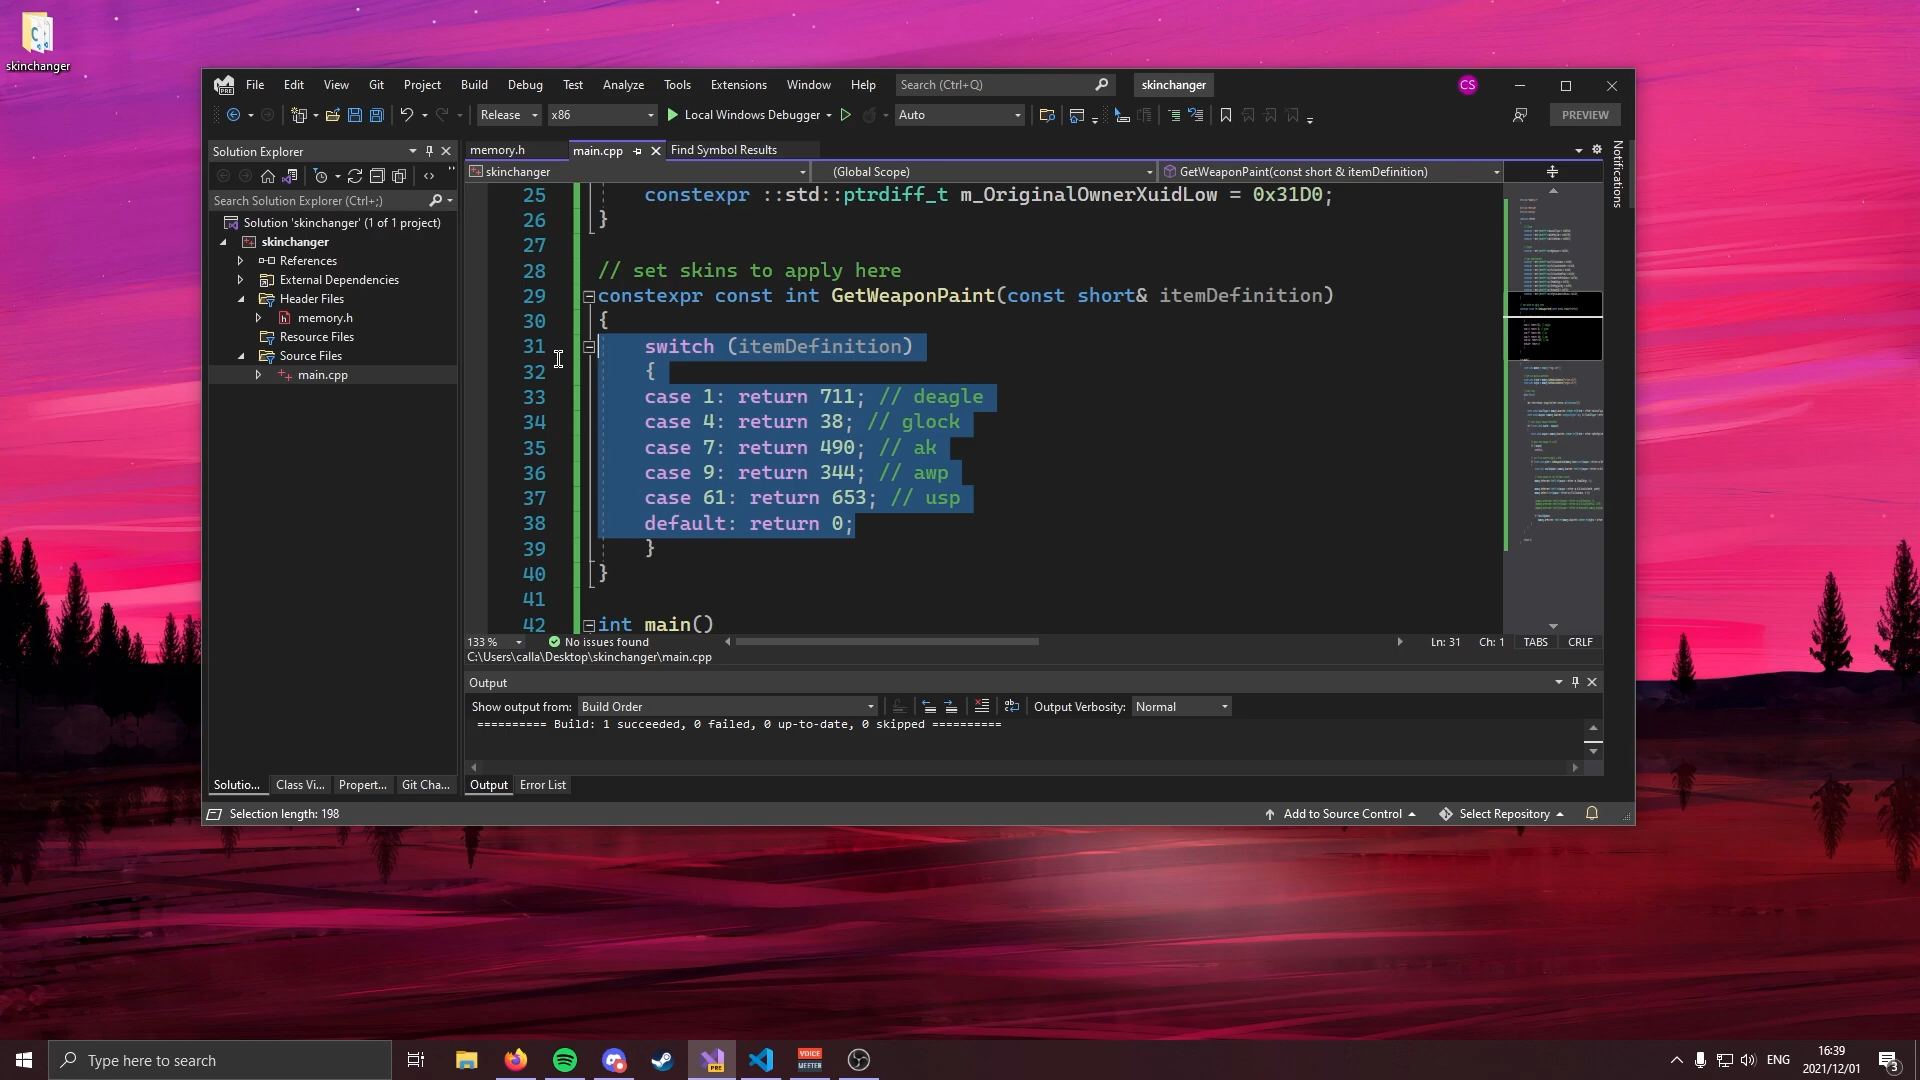 skinchanger
File Edit View Git Project Build Debug Test Analyze Tools Extensions Window Help Search (Ctrl+Q) skinchanger CS
Release x86 Local Windows Debugger Auto PREVIEW
Solution Explorer
Search Solution Explorer (Ctrl+;)
Solution 'skinchanger' (1 of 1 project)
skinchanger
References
External Dependencies
Header Files
memory.h
Resource Files
Source Files
main.cpp
Soluti... Class Vi... Propert... Git Cha...
memory.h main.cpp Find Symbol Results
skinchanger (Global Scope) GetWeaponPaint(const short & itemDefinition)
25 constexpr ::std::ptrdiff_t m_OriginalOwnerXuidLow = 0x31D0;
26 }
27
28 // set skins to apply here
29 constexpr const int GetWeaponPaint(const short& itemDefinition)
30 {
31 switch (itemDefinition)
32 {
33 case 1: return 711; // deagle
34 case 4: return 38; // glock
35 case 7: return 490; // ak
36 case 9: return 344; // awp
37 case 61: return 653; // usp
38 default: return 0;
39 }
40 }
41
42 int main()
133 % No issues found Ln: 31 Ch: 1 TABS CRLF
C:\Users\calla\Desktop\skinchanger\main.cpp
Output
Show output from: Build Order Output Verbosity: Normal
========== Build: 1 succeeded, 0 failed, 0 up-to-date, 0 skipped ==========
Output Error List
Notifications
Selection length: 198 Add to Source Control Select Repository
Type here to search
PRE
VOICE
MEETER
ENG
16:39
2021/12/01
3